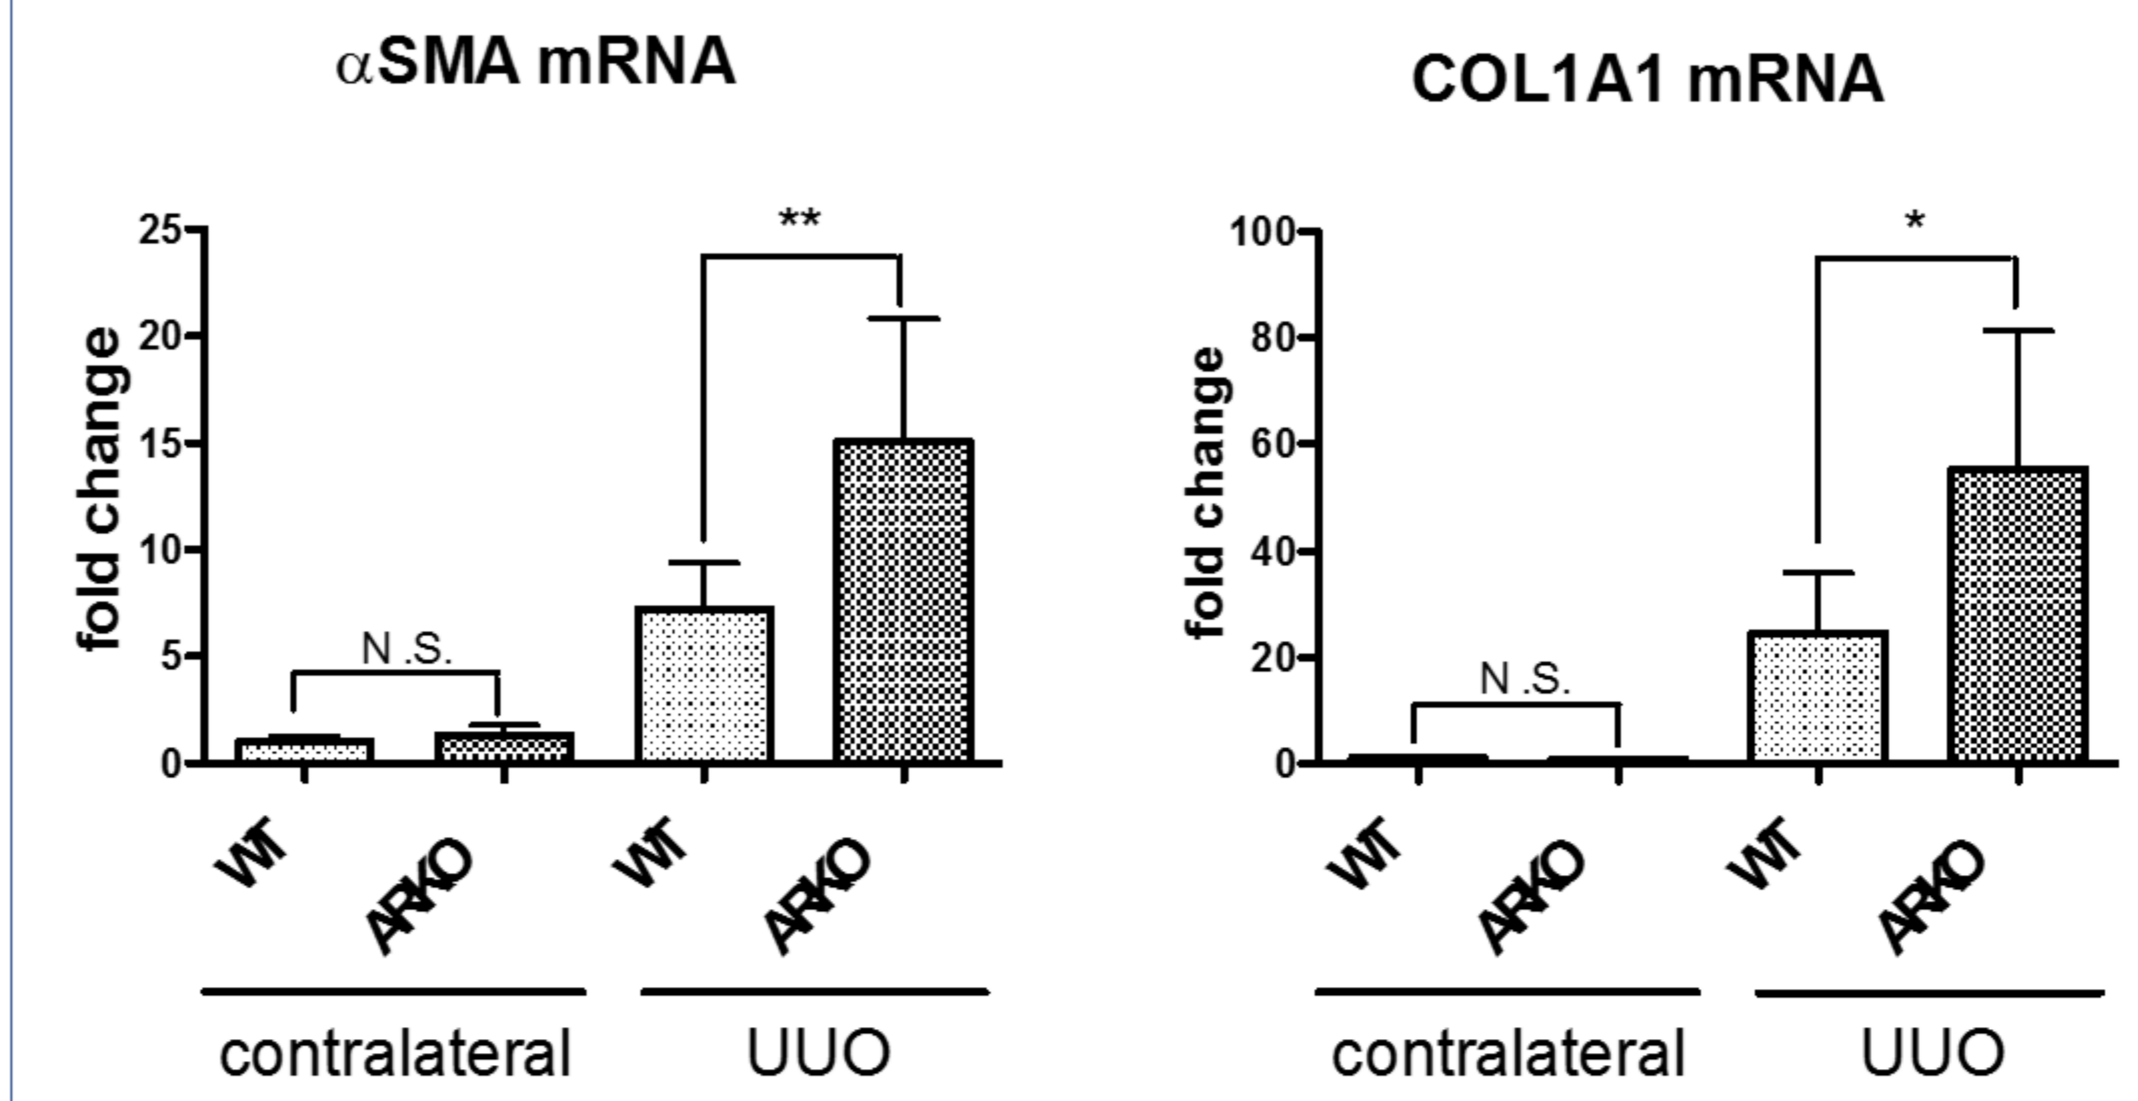 αSMA mRNA
fold change
25
20
15
10
5
0
**
N .S.
WT
ARKO
WT
ARKO
contralateral
UUO
COL1A1 mRNA
fold change
100
80
60
40
20
0
*
N .S.
WT
ARKO
WT
ARKO
contralateral
UUO